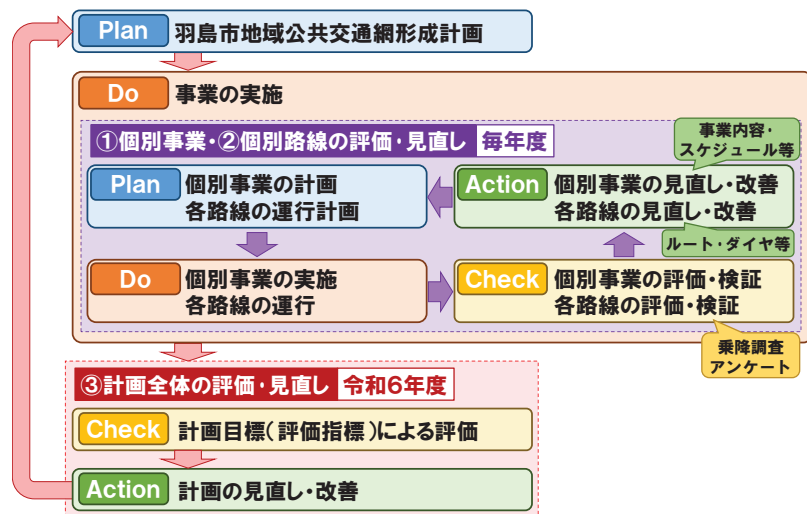 Plan 羽島市地域公共交通網形成計画
Do 事業の実施
①個別事業・②個別路線の評価・見直し 毎年度
事業内容・
スケジュール等
Plan 個別事業の計画
各路線の運行計画
Action 個別事業の見直し・改善
各路線の見直し・改善
ルート・ダイヤ等
Do 個別事業の実施
各路線の運行
Check 個別事業の評価・検証
各路線の評価・検証
乗降調査
アンケート
③計画全体の評価・見直し 令和6年度
Check 計画目標(評価指標)による評価
Action 計画の見直し・改善